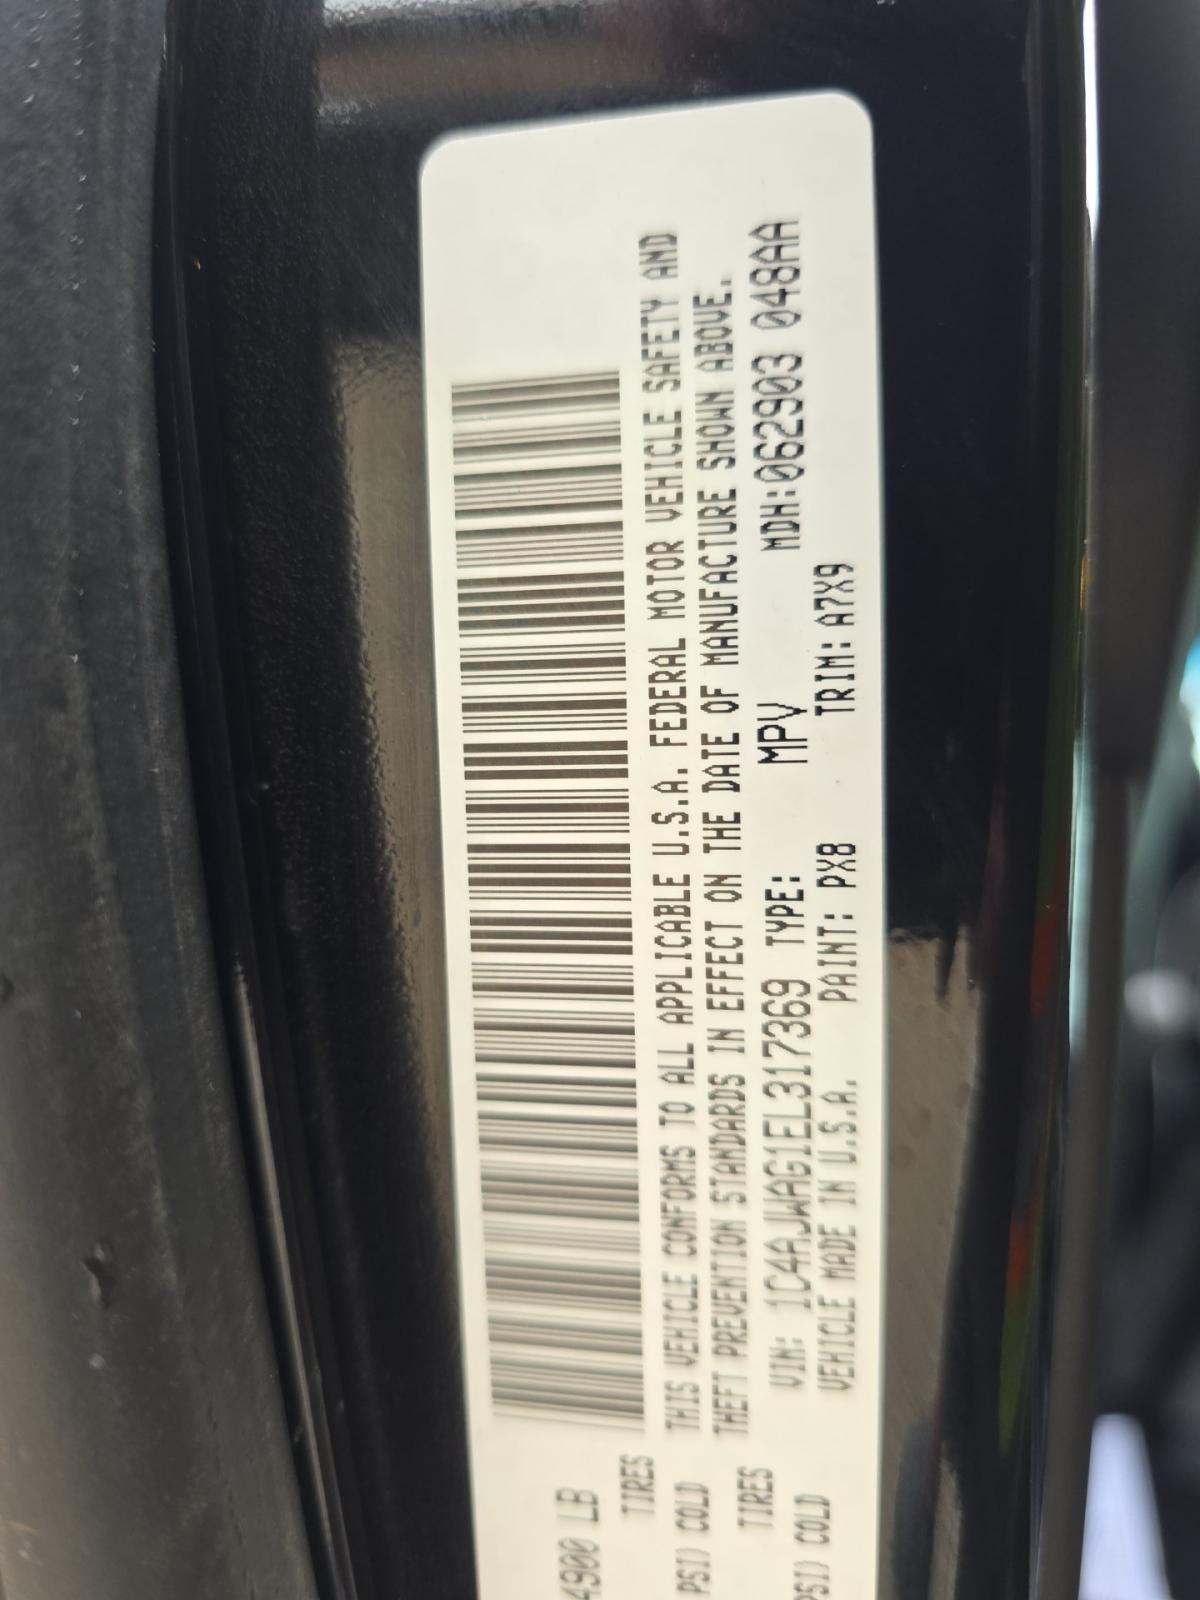 4900 LB
TIRES
PSI) COLD
TIRES
PSI) COLD
THIS VEHICLE CONFORMS TO ALL APPLICABLE U.S.A. FEDERAL MOTOR VEHICLE SAFETY AND
THEFT PREVENTION STANDARDS IN EFFECT ON THE DATE OF MANUFACTURE SHOWN ABOVE.
VIN: 1C4AJWAG1EL317369 TYPE: MPV MDH:062903 048AA
VEHICLE MADE IN U.S.A. PAINT: PX8 TRIM: A7X9